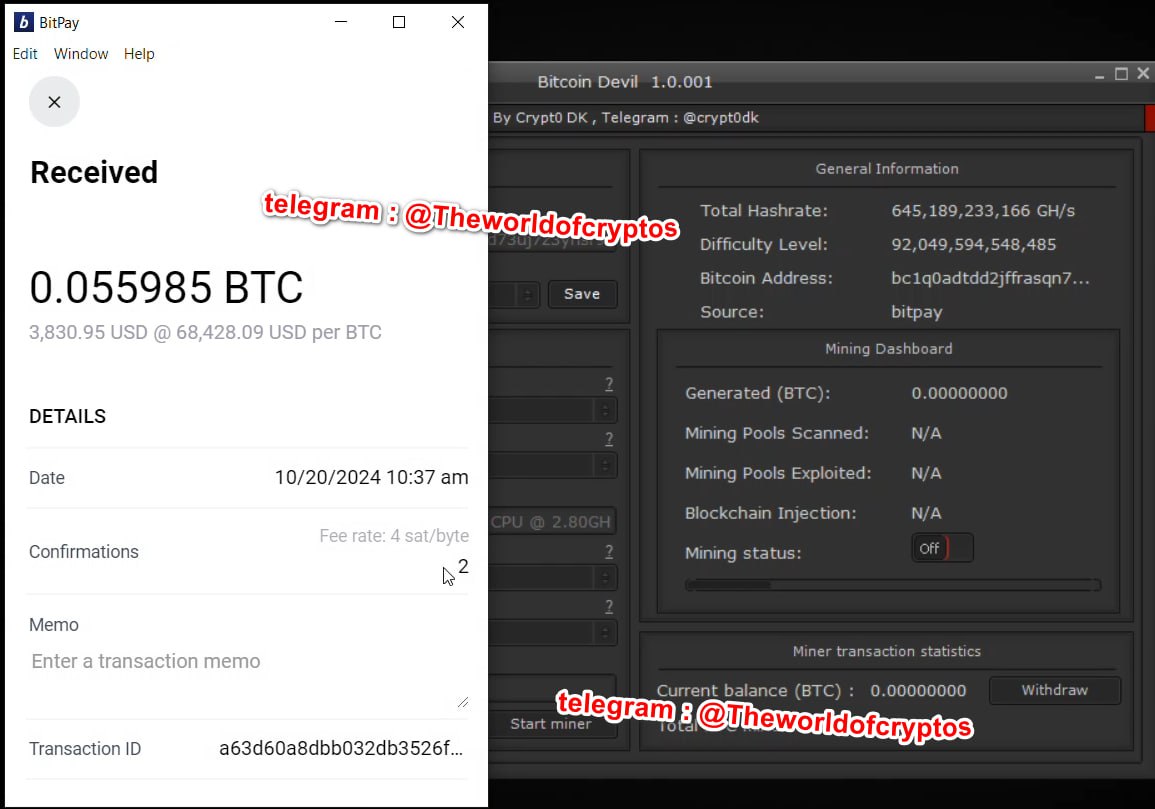 BitPay
Edit Window Help
Received
0.055985 BTC
3,830.95 USD @ 68,428.09 USD per BTC
DETAILS
Date 10/20/2024 10:37 am
Fee rate: 4 sat/byte
Confirmations 2
Memo
Enter a transaction memo
Transaction ID a63d60a8dbb032db3526f...
telegram : @Theworldofcryptos
Bitcoin Devil 1.0.001
By Crypt0 DK , Telegram : @crypt0dk
Save
?
?
CPU @ 2.80GH
?
?
Start miner
General Information
Total Hashrate: 645,189,233,166 GH/s
Difficulty Level: 92,049,594,548,485
Bitcoin Address: bc1q0adtdd2jffrasqn7...
Source: bitpay
Mining Dashboard
Generated (BTC): 0.00000000
Mining Pools Scanned: N/A
Mining Pools Exploited: N/A
Blockchain Injection: N/A
Mining status: Off
Miner transaction statistics
Current balance (BTC) : 0.00000000 Withdraw
telegram : @Theworldofcryptos
Total